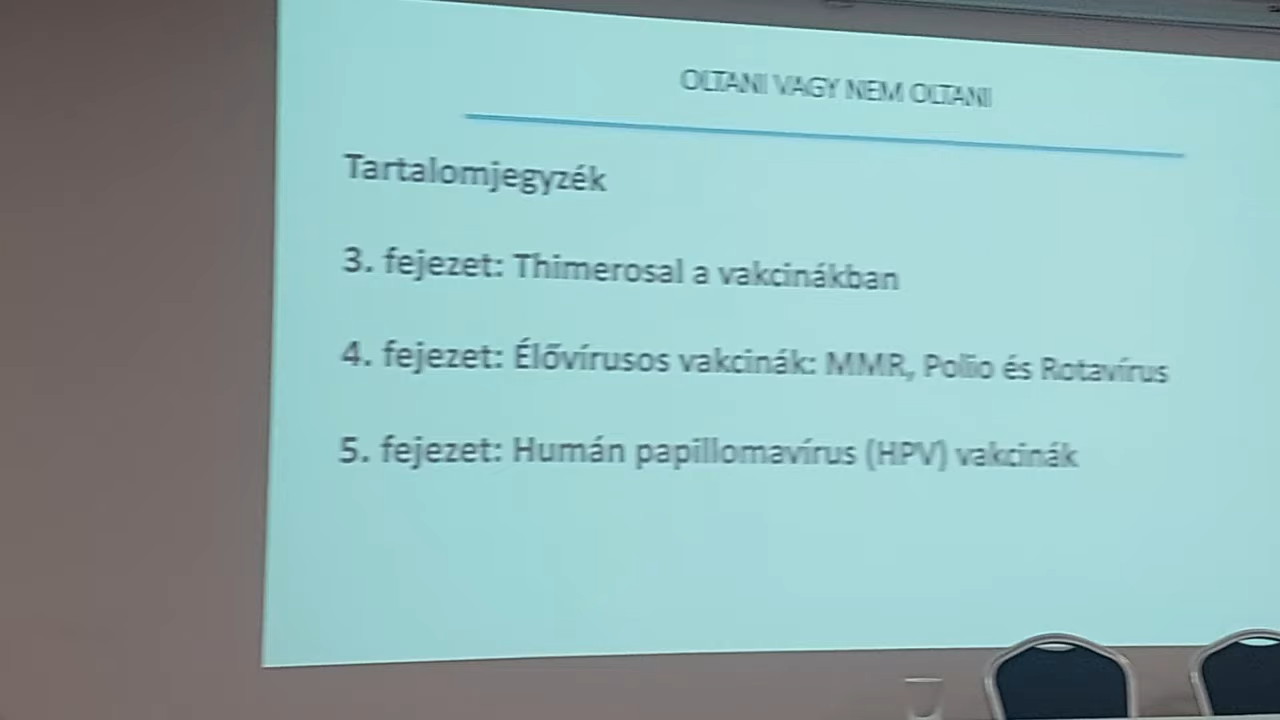 OLTANI VAGY NEM OLTANI
Tartalomjegyzék
3. fejezet: Thimerosal a vakcinákban
4. fejezet: Élővírusos vakcinák: MMR, Polio és Rotavírus
5. fejezet: Humán papillomavírus (HPV) vakcinák